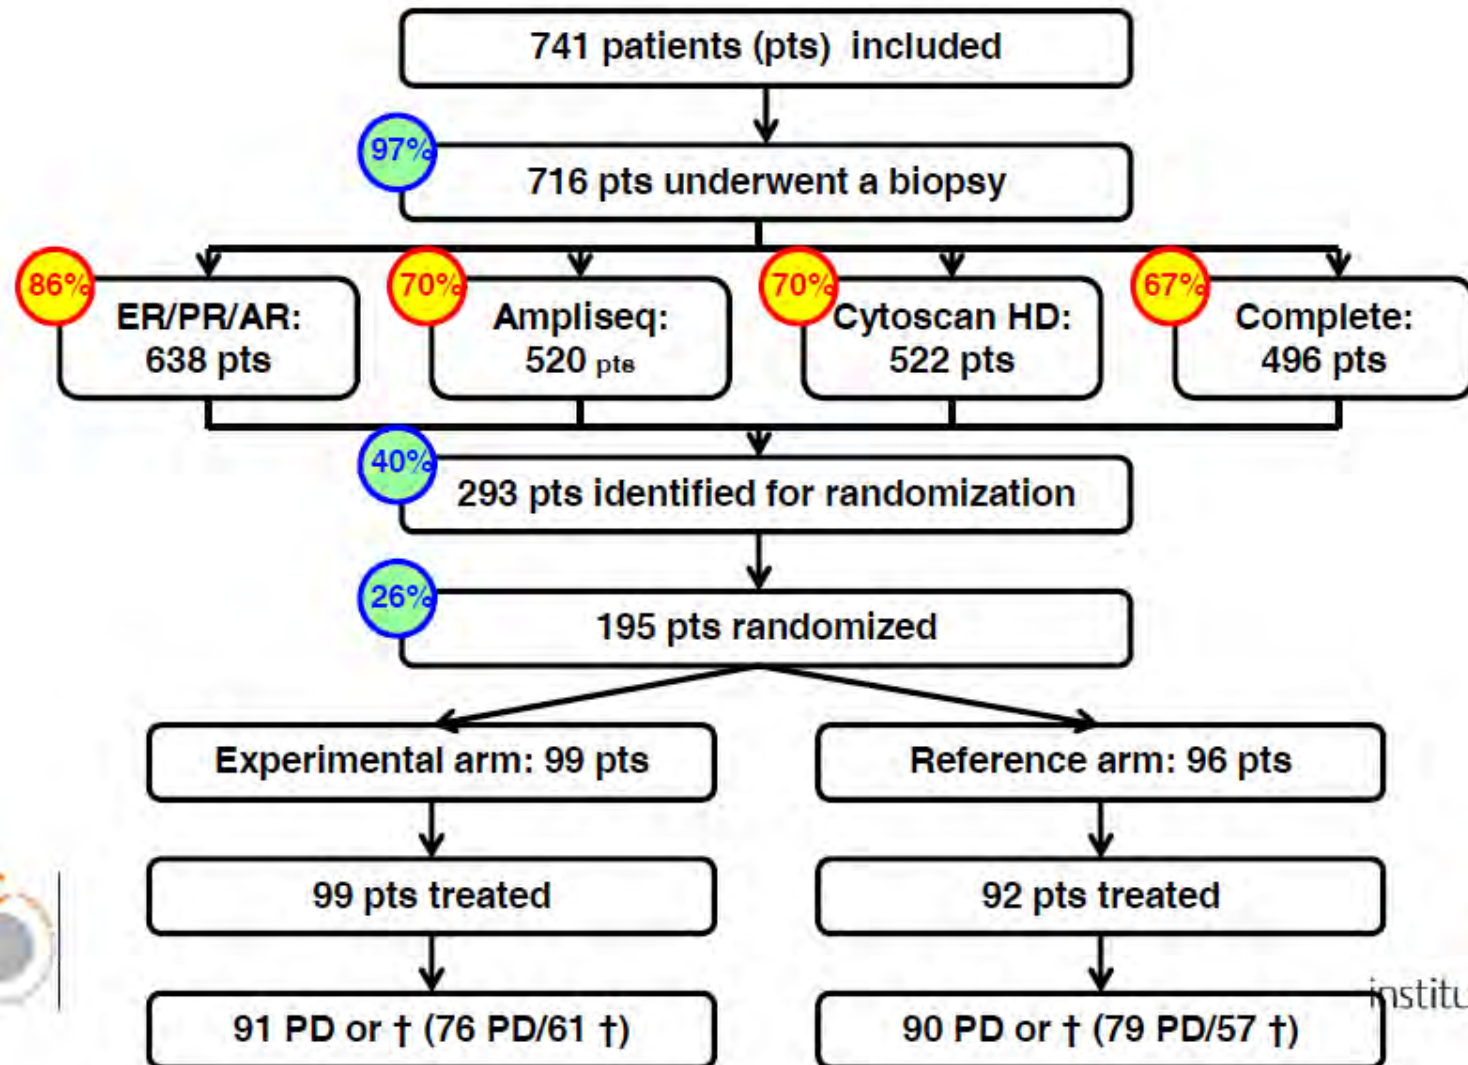 741 patients (pts) included
97%
716 pts underwent a biopsy
86%
ER/PR/AR:
638 pts
70%
Ampliseq:
520 pts
70%
Cytoscan HD:
522 pts
67%
Complete:
496 pts
40%
293 pts identified for randomization
26%
195 pts randomized
Experimental arm: 99 pts
Reference arm: 96 pts
99 pts treated
92 pts treated
91 PD or † (76 PD/61 †)
90 PD or † (79 PD/57 †)
institu